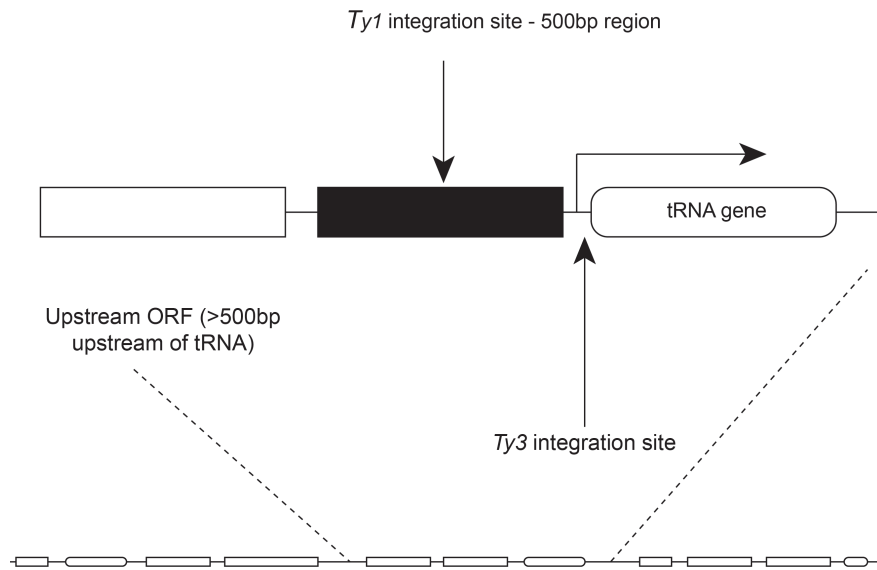 Ty1 integration site - 500bp region
tRNA gene
Upstream ORF (>500bp
upstream of tRNA)
Ty3 integration site